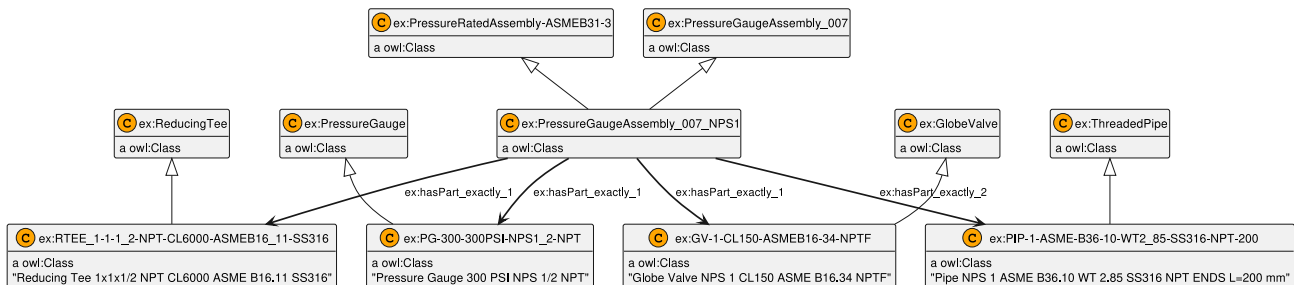 C ex:PressureRatedAssembly-ASMEB31-3
a owl:Class
C ex:PressureGaugeAssembly_007
a owl:Class
C ex:ReducingTee
a owl:Class
C ex:PressureGauge
a owl:Class
C ex:PressureGaugeAssembly_007_NPS1
a owl:Class
C ex:GlobeValve
a owl:Class
C ex:ThreadedPipe
a owl:Class
ex:hasPart_exactly_1
ex:hasPart_exactly_1
ex:hasPart_exactly_1
ex:hasPart_exactly_2
C ex:RTEE_1-1-1_2-NPT-CL6000-ASMEB16_11-SS316
a owl:Class
"Reducing Tee 1x1x1/2 NPT CL6000 ASME B16.11 SS316"
C ex:PG-300-300PSI-NPS1_2-NPT
a owl:Class
"Pressure Gauge 300 PSI NPS 1/2 NPT"
C ex:GV-1-CL150-ASMEB16-34-NPTF
a owl:Class
"Globe Valve NPS 1 CL150 ASME B16.34 NPTF"
C ex:PIP-1-ASME-B36-10-WT2_85-SS316-NPT-200
a owl:Class
"Pipe NPS 1 ASME B36.10 WT 2.85 SS316 NPT ENDS L=200 mm"